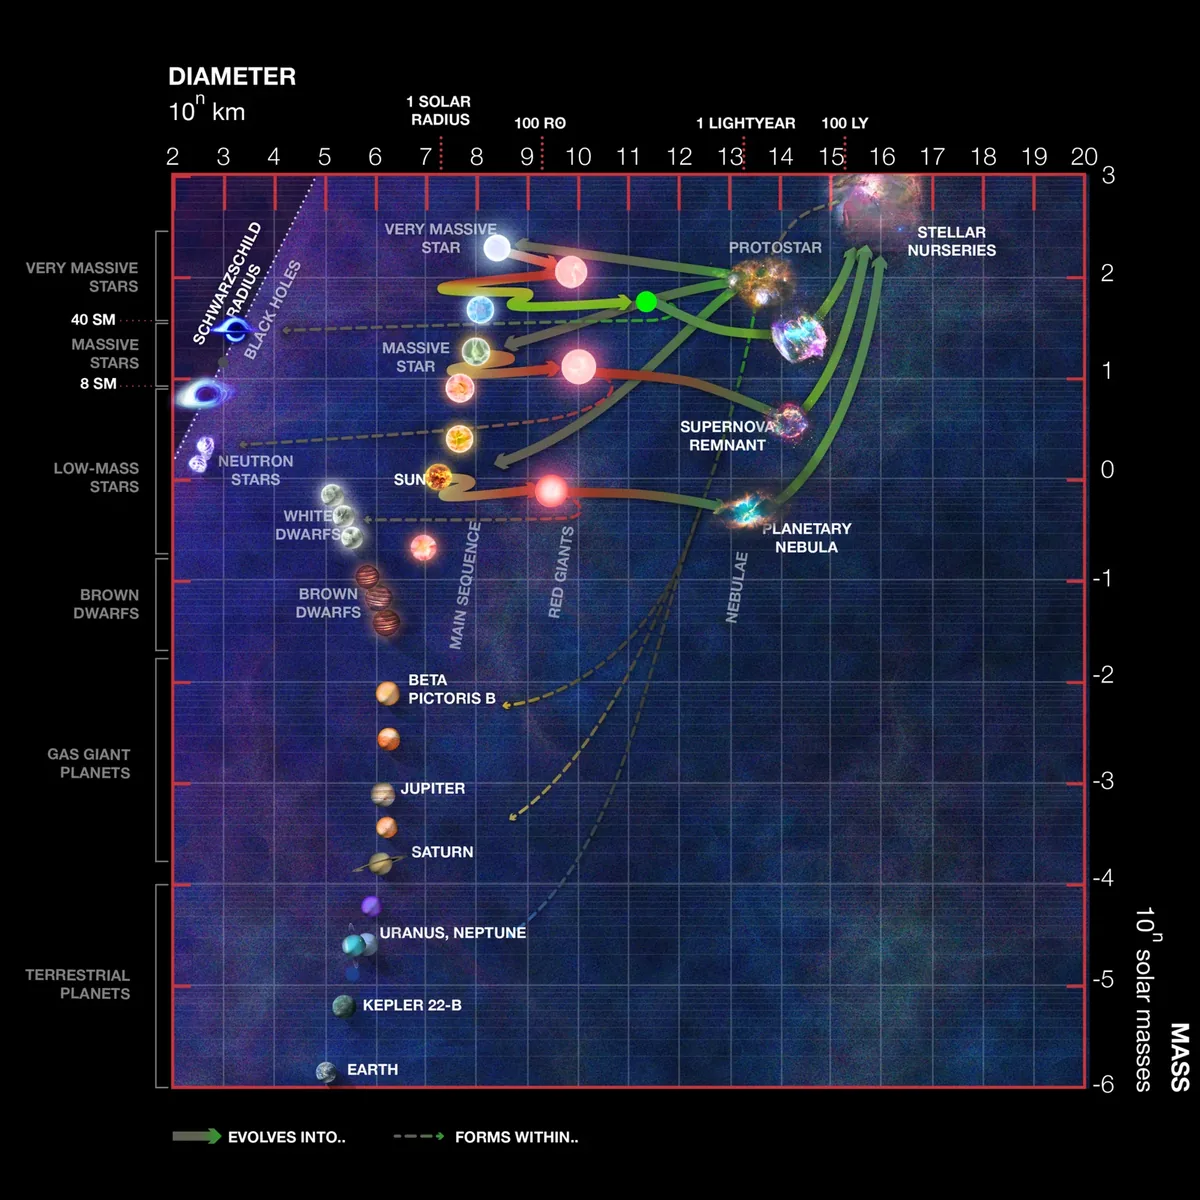 DIAMETER
10ⁿ km
1 SOLAR
RADIUS
100 RΘ
1 LIGHTYEAR
100 LY
2 3 4 5 6 7 8 9 10 11 12 13 14 15 16 17 18 19 20
3
2
1
0
-1
-2
-3
-4
-5
-6
MASS
10ⁿ solar masses
VERY MASSIVE
STARS
40 SM
MASSIVE
STARS
8 SM
LOW-MASS
STARS
BROWN
DWARFS
GAS GIANT
PLANETS
TERRESTRIAL
PLANETS
SCHWARZSCHILD
RADIUS
BLACK HOLES
VERY MASSIVE
STAR
PROTOSTAR
STELLAR
NURSERIES
MASSIVE
STAR
SUPERNOVA
REMNANT
NEUTRON
STARS
SUN
WHITE
DWARFS
PLANETARY
NEBULA
BROWN
DWARFS
MAIN SEQUENCE
RED GIANTS
NEBULAE
BETA
PICTORIS B
JUPITER
SATURN
URANUS, NEPTUNE
KEPLER 22-B
EARTH
EVOLVES INTO..
FORMS WITHIN..